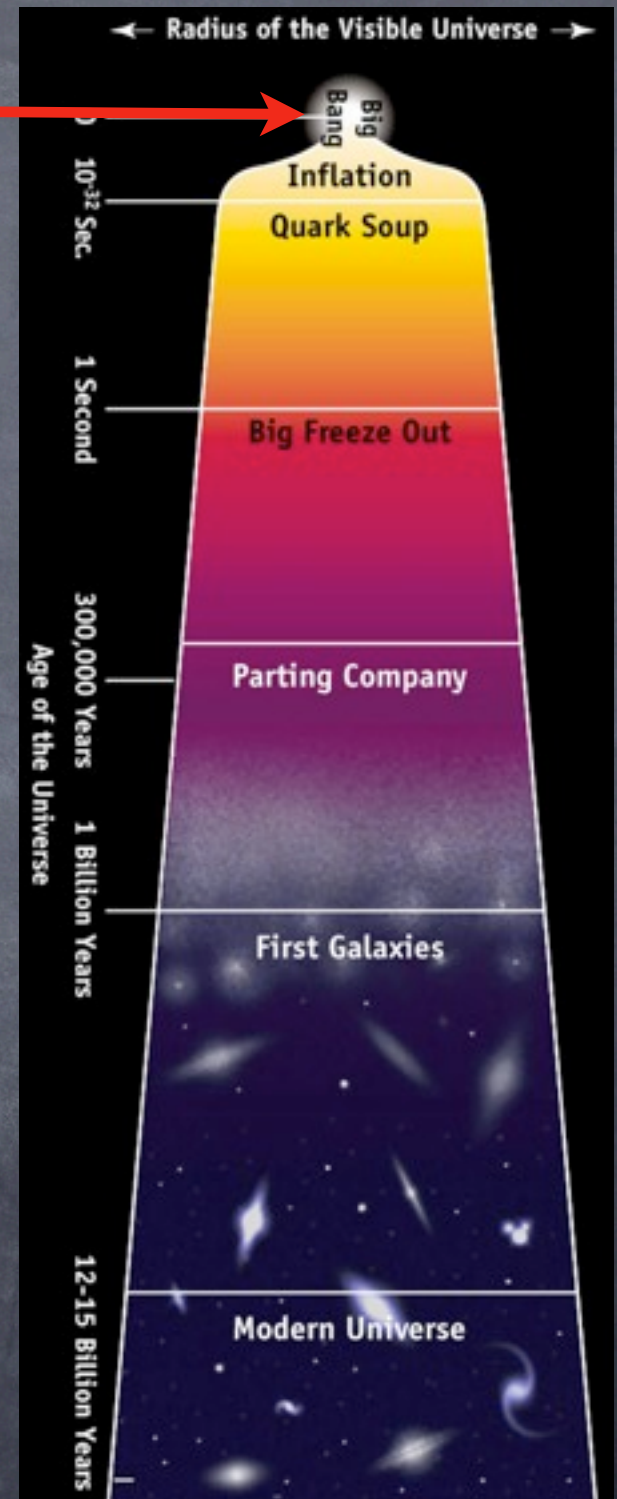 Radius of the Visible Universe
Big
Bang
0
Inflation
10-32 Sec.
Quark Soup
1 Second
Big Freeze Out
300,000 Years
Parting Company
Age of the Universe
1 Billion Years
First Galaxies
12-15 Billion Years
Modern Universe